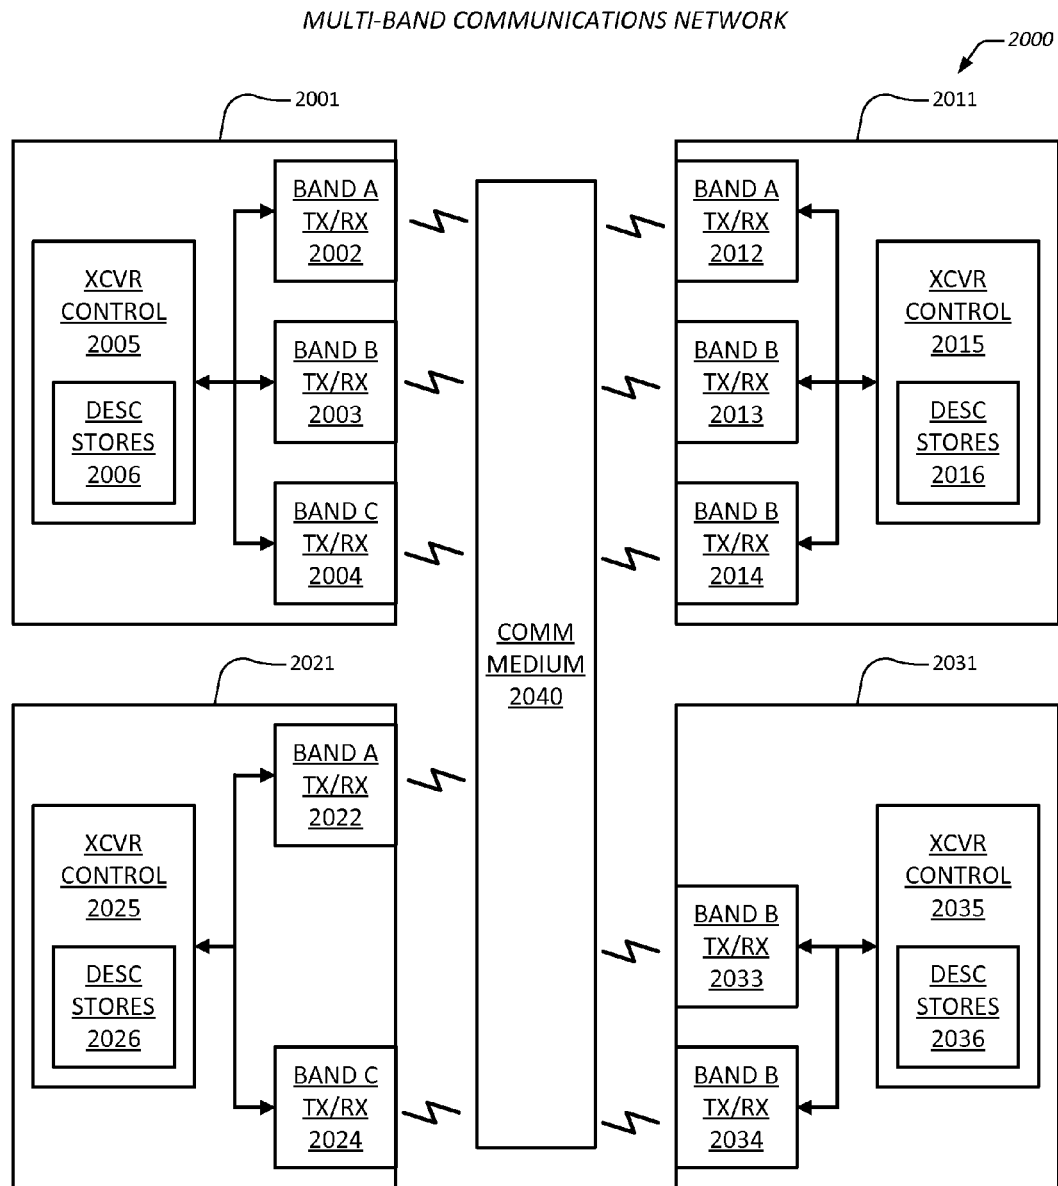 MULTI-BAND COMMUNICATIONS NETWORK
2000
2001
BAND A
TX/RX
2002
XCVR
CONTROL
2005
BAND B
TX/RX
2003
DESC
STORES
2006
BAND C
TX/RX
2004
2011
BAND A
TX/RX
2012
XCVR
CONTROL
2015
BAND B
TX/RX
2013
DESC
STORES
2016
BAND B
TX/RX
2014
COMM
MEDIUM
2040
2021
BAND A
TX/RX
2022
XCVR
CONTROL
2025
DESC
STORES
2026
BAND C
TX/RX
2024
2031
XCVR
CONTROL
2035
BAND B
TX/RX
2033
DESC
STORES
2036
BAND B
TX/RX
2034